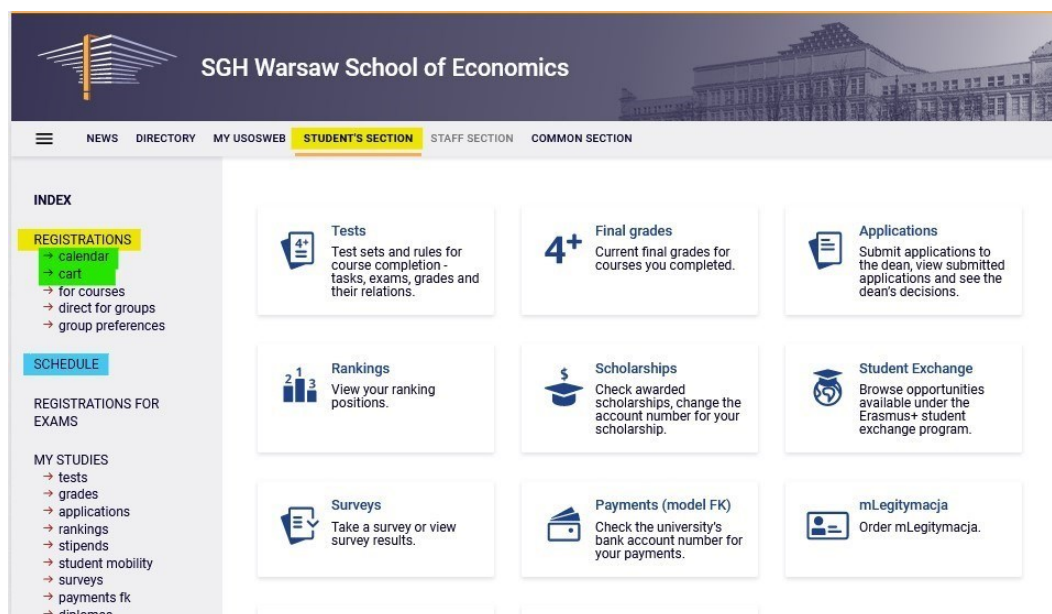 SGH Warsaw School of Economics
NEWS DIRECTORY MY USOSWEB STUDENT'S SECTION STAFF SECTION COMMON SECTION
INDEX
REGISTRATIONS
→ calendar
→ cart
→ for courses
→ direct for groups
→ group preferences
SCHEDULE
REGISTRATIONS FOR
EXAMS
MY STUDIES
→ tests
→ grades
→ applications
→ rankings
→ stipends
→ student mobility
→ surveys
→ payments fk
4+
Tests
Test sets and rules for
course completion -
tasks, exams, grades and
their relations.
4+
Final grades
Current final grades for
courses you completed.
Applications
Submit applications to
the dean, view submitted
applications and see the
dean's decisions.
2 1 3
Rankings
View your ranking
positions.
$
Scholarships
Check awarded
scholarships, change the
account number for your
scholarship.
Student Exchange
Browse opportunities
available under the
Erasmus+ student
exchange program.
Surveys
Take a survey or view
survey results.
Payments (model FK)
Check the university's
bank account number for
your payments.
mLegitymacja
Order mLegitymacja.